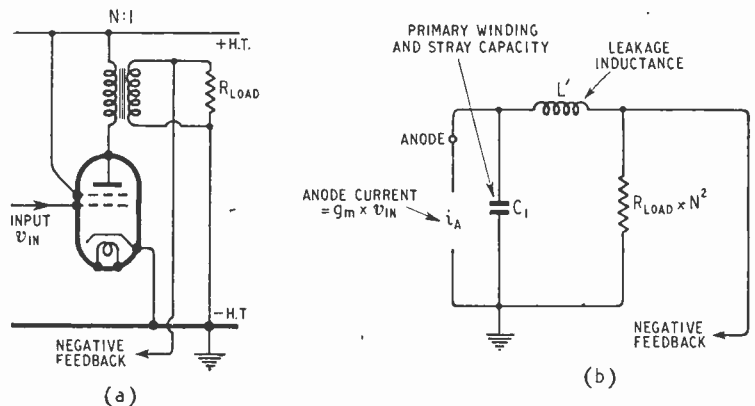 N:1
+H.T.
R LOAD
INPUT
vIN
-H.T
NEGATIVE
FEEDBACK
(a)
PRIMARY WINDING
AND STRAY CAPACITY
LEAKAGE
INDUCTANCE
L'
ANODE
ANODE CURRENT
= gm × vIN
iA
C1
RLOAD × N²
NEGATIVE
FEEDBACK
(b)